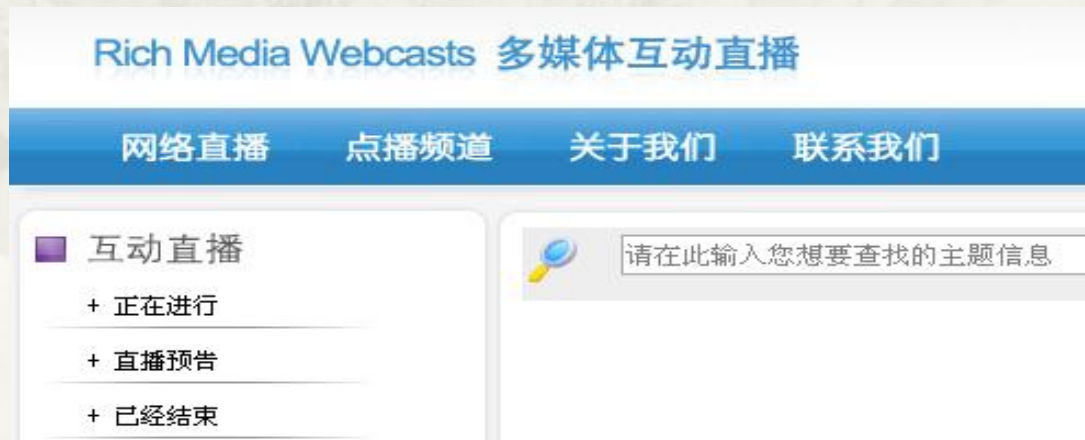 Rich Media Webcasts 多媒体互动直播
网络直播 点播频道 关于我们 联系我们
互动直播
+ 正在进行
+ 直播预告
+ 已经结束
请在此输入您想要查找的主题信息